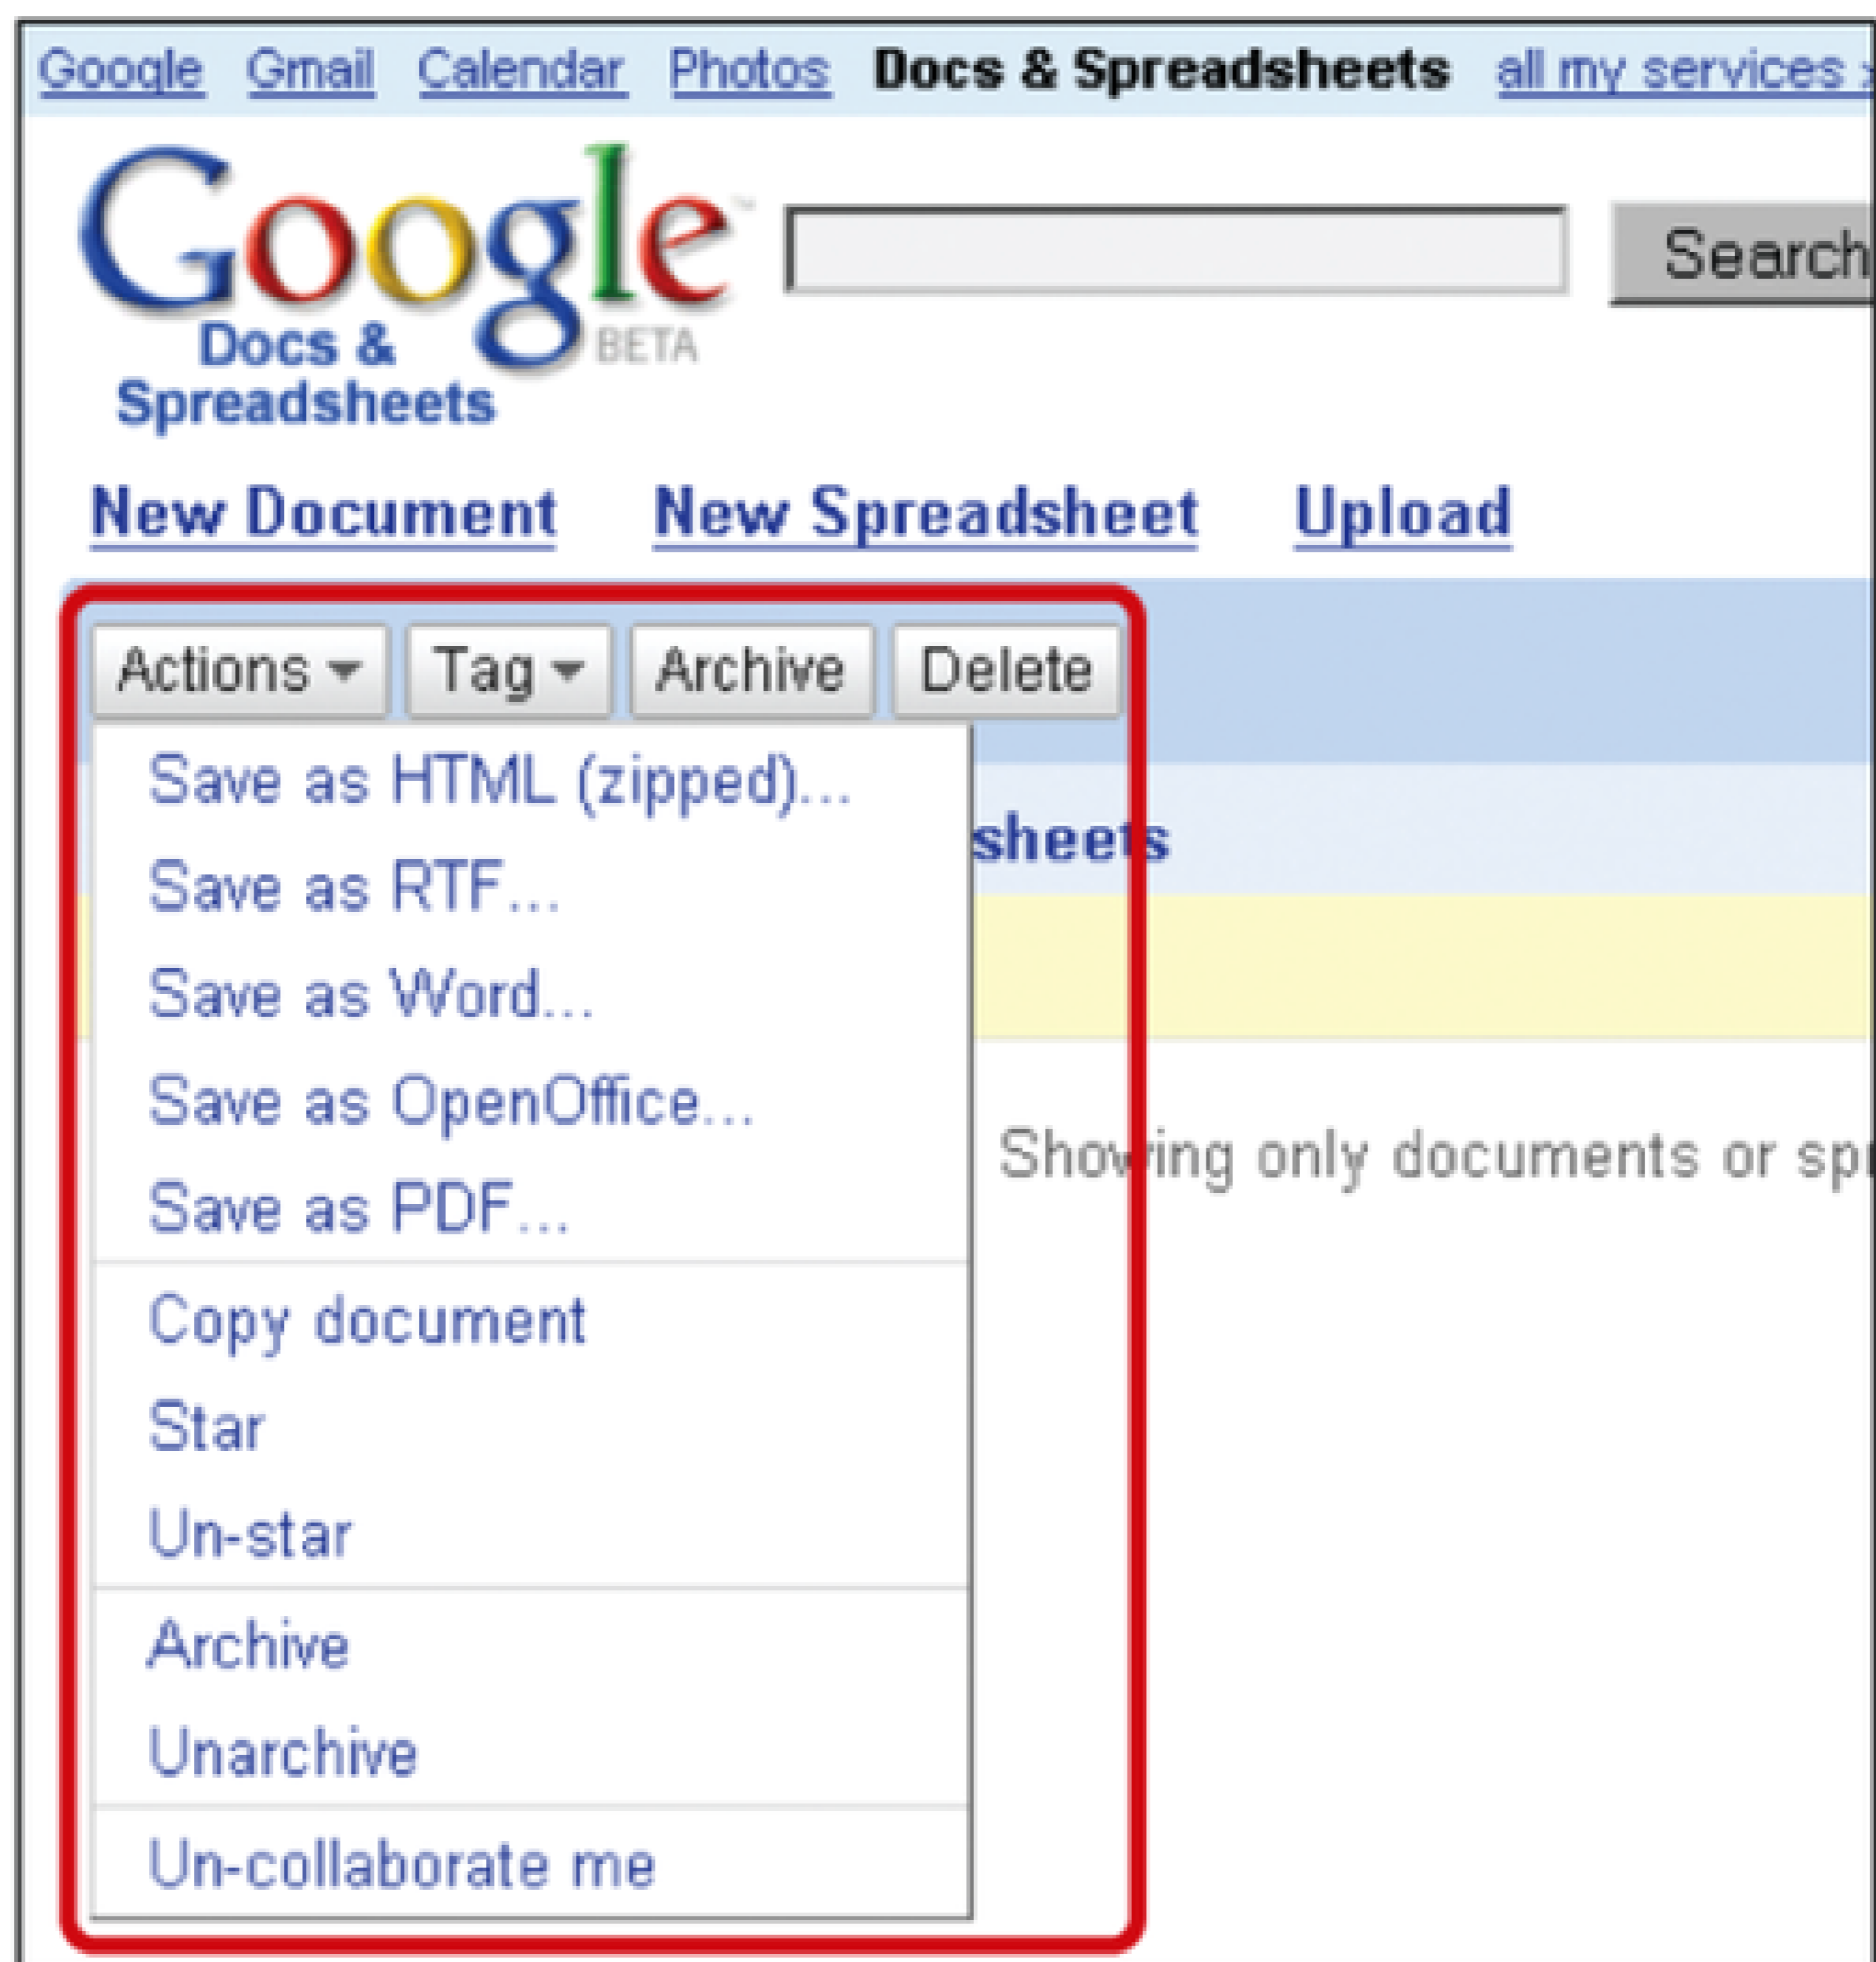 Google Gmail Calendar Photos Docs & Spreadsheets all my services
Google™ Search
Docs & BETA
Spreadsheets
New Document New Spreadsheet Upload
Actions Tag Archive Delete
Save as HTML (zipped)...
sheets
Save as RTF...
Save as Word...
Save as OpenOffice...
Showing only documents or
Save as PDF...
Copy document
Star
Un-star
Archive
Unarchive
Un-collaborate me